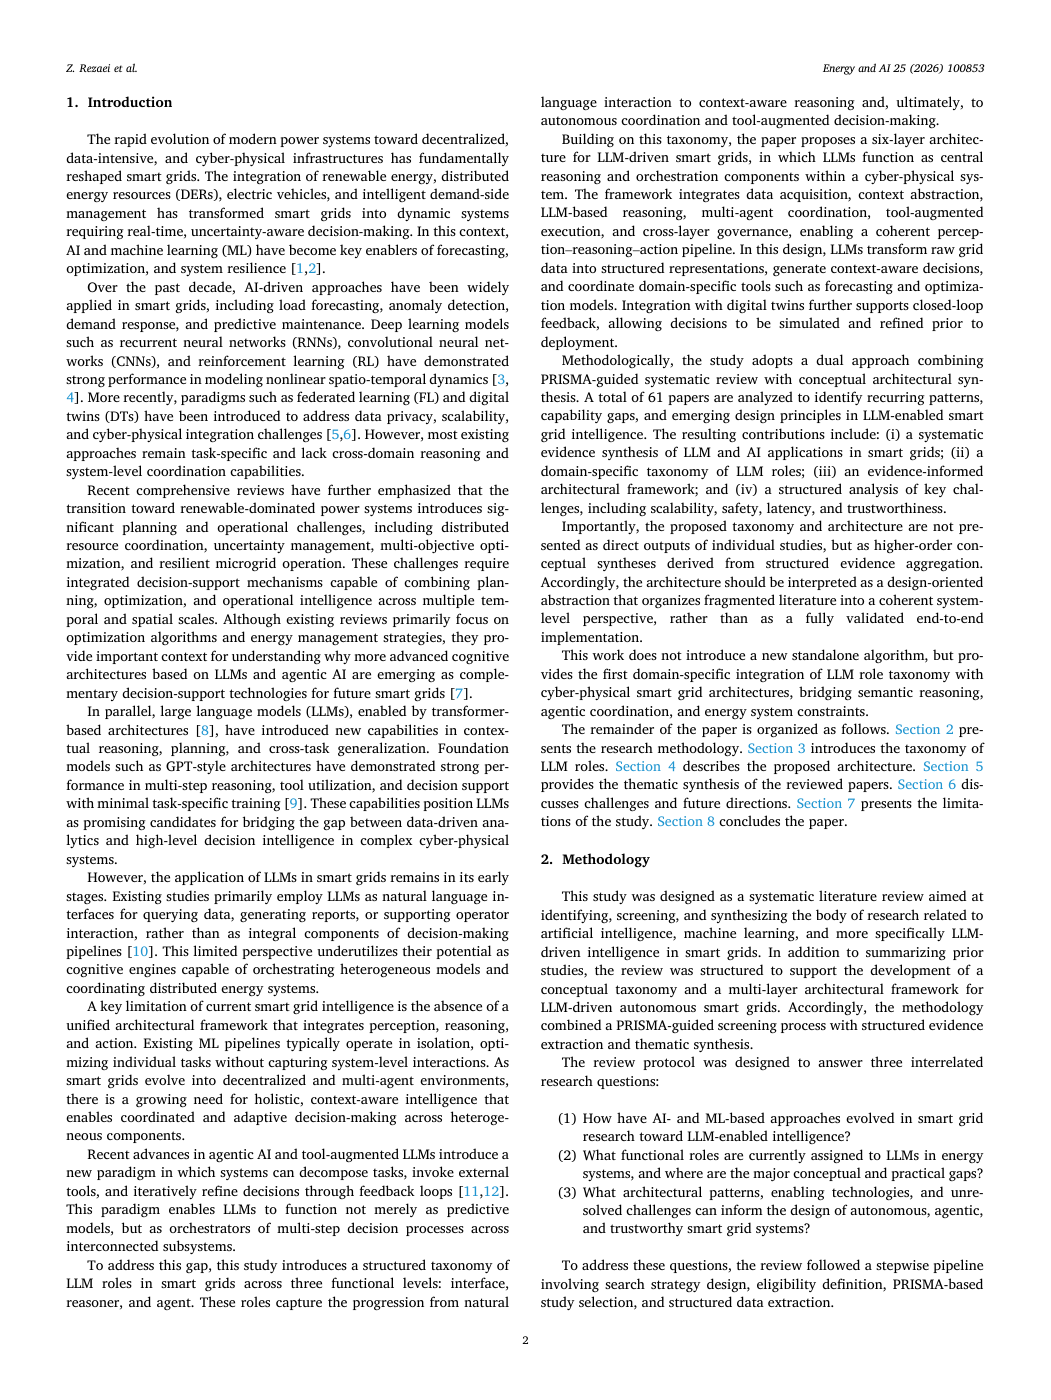 Z. Rezaei et al.
Energy and AI 25 (2026) 100853
1. Introduction
The rapid evolution of modern power systems toward decentralized,
data-intensive, and cyber-physical infrastructures has fundamentally
reshaped smart grids. The integration of renewable energy, distributed
energy resources (DERs), electric vehicles, and intelligent demand-side
management has transformed smart grids into dynamic systems
requiring real-time, uncertainty-aware decision-making. In this context,
AI and machine learning (ML) have become key enablers of forecasting,
optimization, and system resilience [1,2].
Over the past decade, AI-driven approaches have been widely
applied in smart grids, including load forecasting, anomaly detection,
demand response, and predictive maintenance. Deep learning models
such as recurrent neural networks (RNNs), convolutional neural net-
works (CNNs), and reinforcement learning (RL) have demonstrated
strong performance in modeling nonlinear spatio-temporal dynamics [3,
4]. More recently, paradigms such as federated learning (FL) and digital
twins (DTs) have been introduced to address data privacy, scalability,
and cyber-physical integration challenges [5,6]. However, most existing
approaches remain task-specific and lack cross-domain reasoning and
system-level coordination capabilities.
Recent comprehensive reviews have further emphasized that the
transition toward renewable-dominated power systems introduces sig-
nificant planning and operational challenges, including distributed
resource coordination, uncertainty management, multi-objective opti-
mization, and resilient microgrid operation. These challenges require
integrated decision-support mechanisms capable of combining plan-
ning, optimization, and operational intelligence across multiple tem-
poral and spatial scales. Although existing reviews primarily focus on
optimization algorithms and energy management strategies, they pro-
vide important context for understanding why more advanced cognitive
architectures based on LLMs and agentic AI are emerging as comple-
mentary decision-support technologies for future smart grids [7].
In parallel, large language models (LLMs), enabled by transformer-
based architectures [8], have introduced new capabilities in contex-
tual reasoning, planning, and cross-task generalization. Foundation
models such as GPT-style architectures have demonstrated strong per-
formance in multi-step reasoning, tool utilization, and decision support
with minimal task-specific training [9]. These capabilities position LLMs
as promising candidates for bridging the gap between data-driven ana-
lytics and high-level decision intelligence in complex cyber-physical
systems.
However, the application of LLMs in smart grids remains in its early
stages. Existing studies primarily employ LLMs as natural language in-
terfaces for querying data, generating reports, or supporting operator
interaction, rather than as integral components of decision-making
pipelines [10]. This limited perspective underutilizes their potential as
cognitive engines capable of orchestrating heterogeneous models and
coordinating distributed energy systems.
A key limitation of current smart grid intelligence is the absence of a
unified architectural framework that integrates perception, reasoning,
and action. Existing ML pipelines typically operate in isolation, opti-
mizing individual tasks without capturing system-level interactions. As
smart grids evolve into decentralized and multi-agent environments,
there is a growing need for holistic, context-aware intelligence that
enables coordinated and adaptive decision-making across heteroge-
neous components.
Recent advances in agentic AI and tool-augmented LLMs introduce a
new paradigm in which systems can decompose tasks, invoke external
tools, and iteratively refine decisions through feedback loops [11,12].
This paradigm enables LLMs to function not merely as predictive
models, but as orchestrators of multi-step decision processes across
interconnected subsystems.
To address this gap, this study introduces a structured taxonomy of
LLM roles in smart grids across three functional levels: interface,
reasoner, and agent. These roles capture the progression from natural
language interaction to context-aware reasoning and, ultimately, to
autonomous coordination and tool-augmented decision-making.
Building on this taxonomy, the paper proposes a six-layer architec-
ture for LLM-driven smart grids, in which LLMs function as central
reasoning and orchestration components within a cyber-physical sys-
tem. The framework integrates data acquisition, context abstraction,
LLM-based reasoning, multi-agent coordination, tool-augmented
execution, and cross-layer governance, enabling a coherent percep-
tion–reasoning–action pipeline. In this design, LLMs transform raw grid
data into structured representations, generate context-aware decisions,
and coordinate domain-specific tools such as forecasting and optimiza-
tion models. Integration with digital twins further supports closed-loop
feedback, allowing decisions to be simulated and refined prior to
deployment.
Methodologically, the study adopts a dual approach combining
PRISMA-guided systematic review with conceptual architectural syn-
thesis. A total of 61 papers are analyzed to identify recurring patterns,
capability gaps, and emerging design principles in LLM-enabled smart
grid intelligence. The resulting contributions include: (i) a systematic
evidence synthesis of LLM and AI applications in smart grids; (ii) a
domain-specific taxonomy of LLM roles; (iii) an evidence-informed
architectural framework; and (iv) a structured analysis of key chal-
lenges, including scalability, safety, latency, and trustworthiness.
Importantly, the proposed taxonomy and architecture are not pre-
sented as direct outputs of individual studies, but as higher-order con-
ceptual syntheses derived from structured evidence aggregation.
Accordingly, the architecture should be interpreted as a design-oriented
abstraction that organizes fragmented literature into a coherent system-
level perspective, rather than as a fully validated end-to-end
implementation.
This work does not introduce a new standalone algorithm, but pro-
vides the first domain-specific integration of LLM role taxonomy with
cyber-physical smart grid architectures, bridging semantic reasoning,
agentic coordination, and energy system constraints.
The remainder of the paper is organized as follows. Section 2 pre-
sents the research methodology. Section 3 introduces the taxonomy of
LLM roles. Section 4 describes the proposed architecture. Section 5
provides the thematic synthesis of the reviewed papers. Section 6 dis-
cusses challenges and future directions. Section 7 presents the limita-
tions of the study. Section 8 concludes the paper.
2. Methodology
This study was designed as a systematic literature review aimed at
identifying, screening, and synthesizing the body of research related to
artificial intelligence, machine learning, and more specifically LLM-
driven intelligence in smart grids. In addition to summarizing prior
studies, the review was structured to support the development of a
conceptual taxonomy and a multi-layer architectural framework for
LLM-driven autonomous smart grids. Accordingly, the methodology
combined a PRISMA-guided screening process with structured evidence
extraction and thematic synthesis.
The review protocol was designed to answer three interrelated
research questions:
(1) How have AI- and ML-based approaches evolved in smart grid
research toward LLM-enabled intelligence?
(2) What functional roles are currently assigned to LLMs in energy
systems, and where are the major conceptual and practical gaps?
(3) What architectural patterns, enabling technologies, and unre-
solved challenges can inform the design of autonomous, agentic,
and trustworthy smart grid systems?
To address these questions, the review followed a stepwise pipeline
involving search strategy design, eligibility definition, PRISMA-based
study selection, and structured data extraction.
2